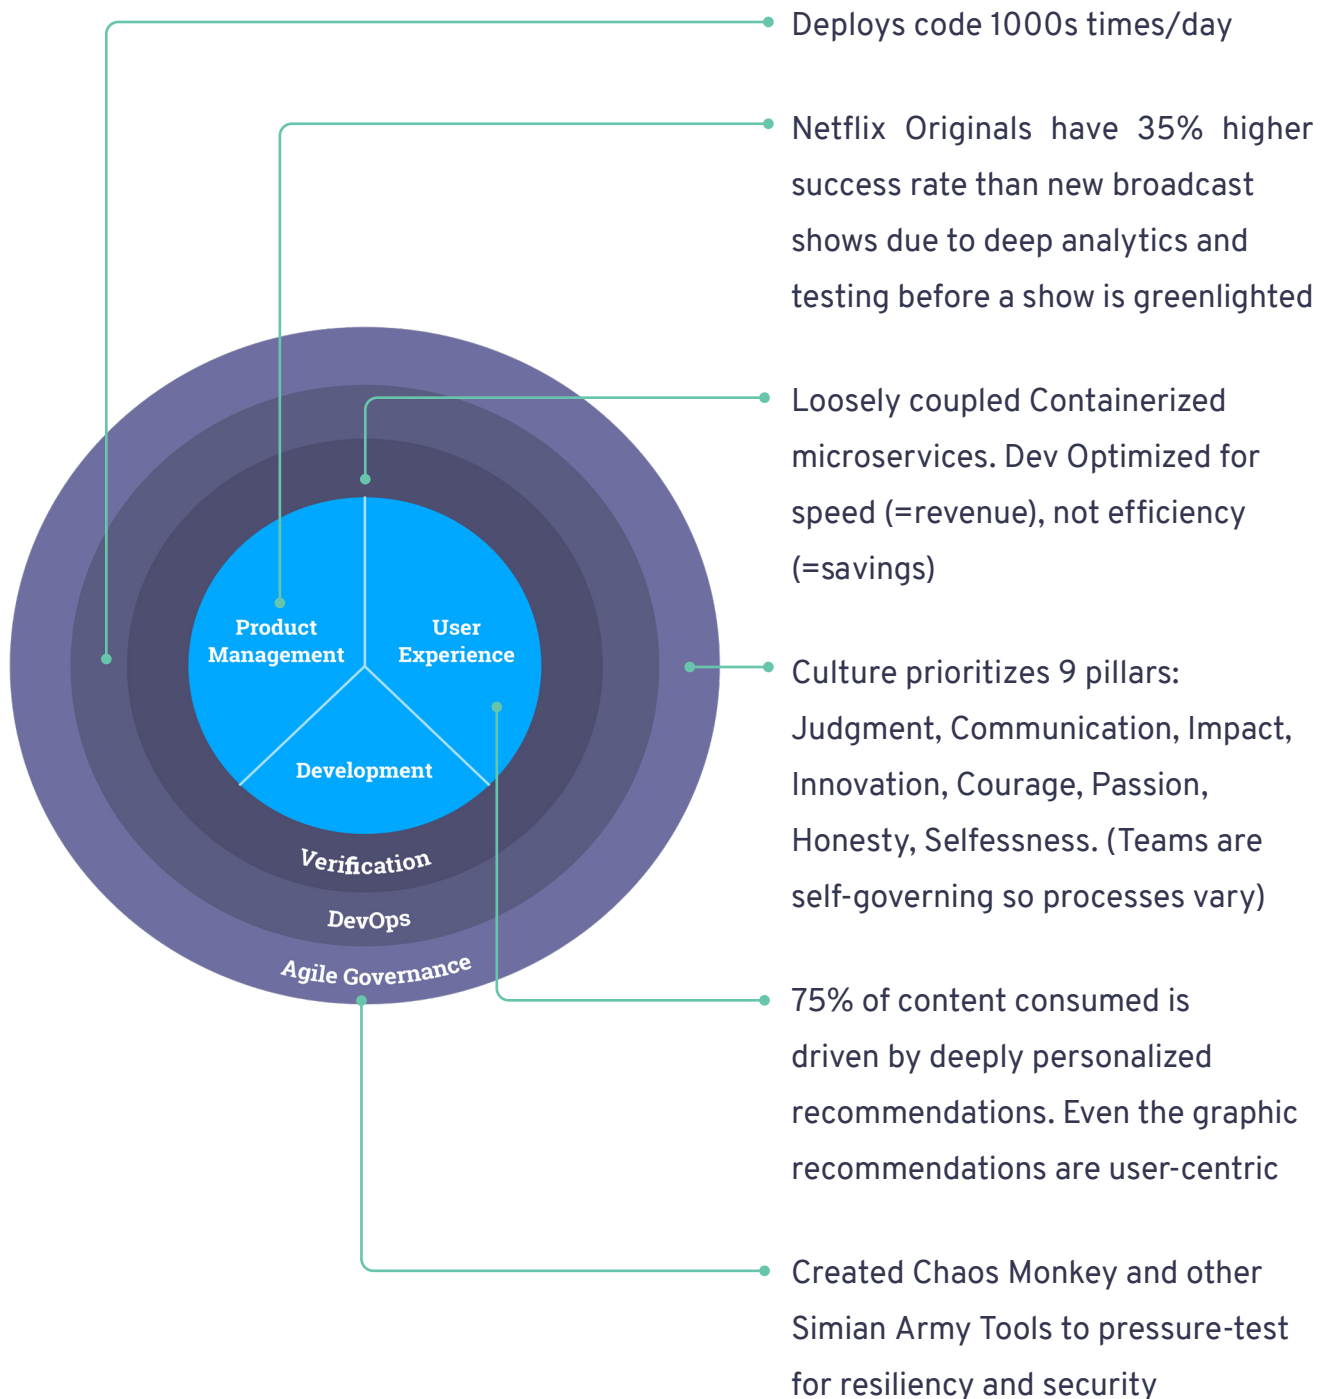 Deploys code 1000s times/day
Netflix Originals have 35% higher
success rate than new broadcast
shows due to deep analytics and
testing before a show is greenlighted
Loosely coupled Containerized
microservices. Dev Optimized for
speed (=revenue), not efficiency
(=savings)
Product
Management
User
Experience
Development
Verification
DevOps
Agile Governance
Culture prioritizes 9 pillars:
Judgment, Communication, Impact,
Innovation, Courage, Passion,
Honesty, Selfessness. (Teams are
self-governing so processes vary)
75% of content consumed is
driven by deeply personalized
recommendations. Even the graphic
recommendations are user-centric
Created Chaos Monkey and other
Simian Army Tools to pressure-test
for resiliency and security